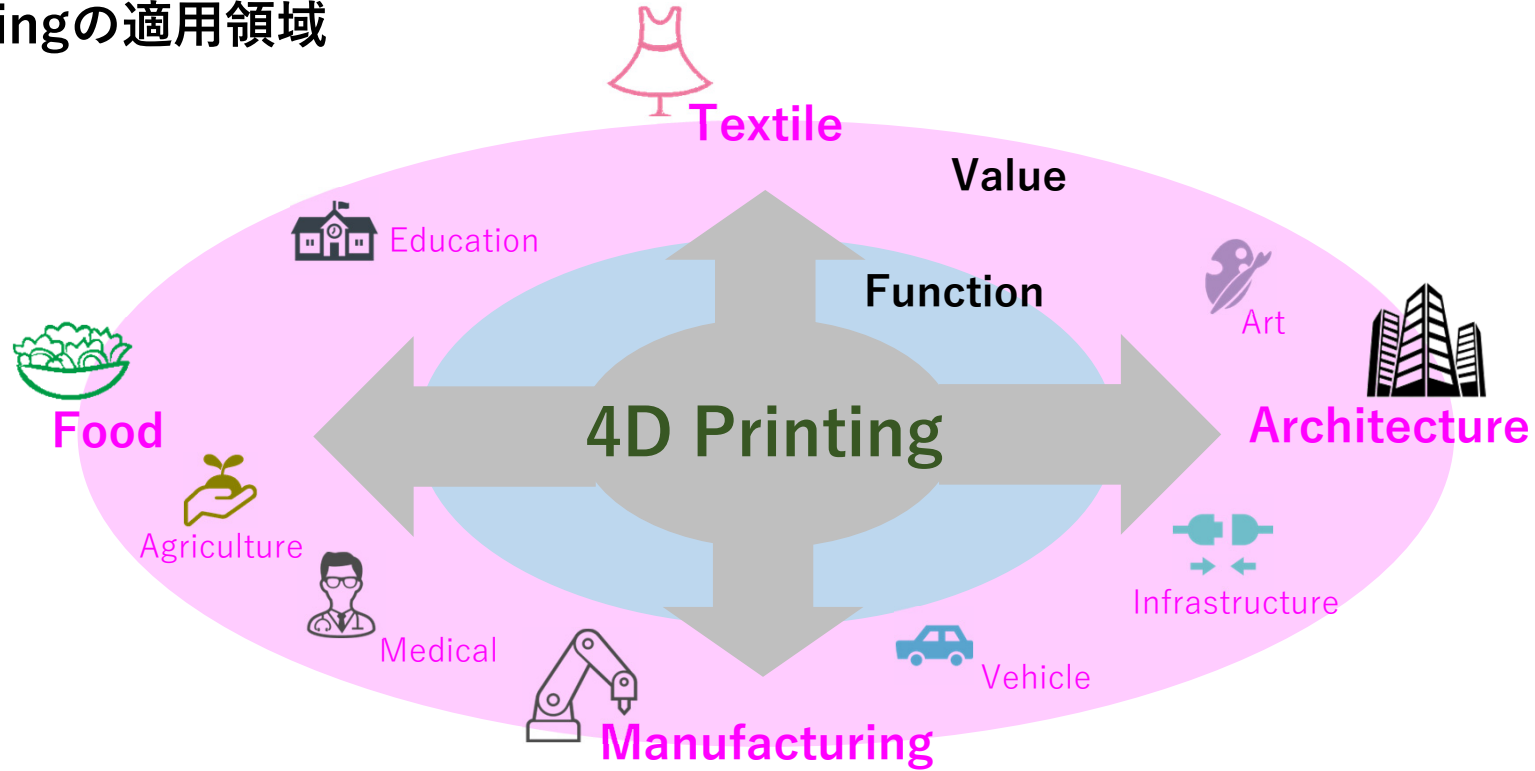 ingの適用領域
Textile
Value
Education
Function
Art
Food
4D Printing
Architecture
Agriculture
Infrastructure
Medical
Vehicle
Manufacturing